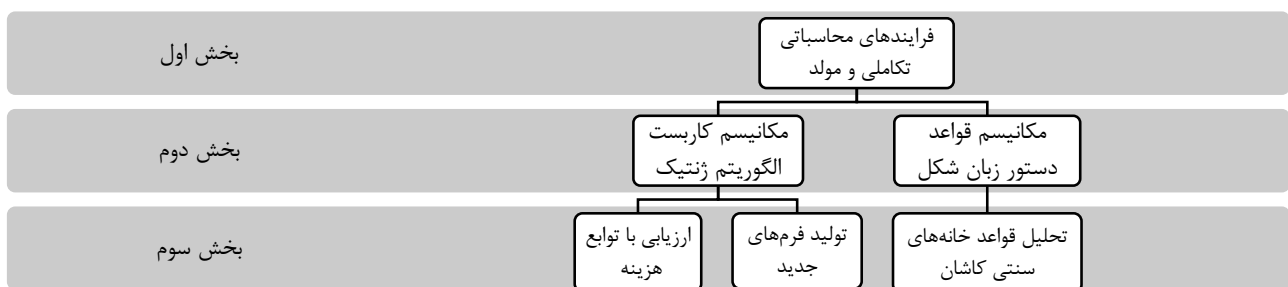 فرایندهای محاسباتی
تکاملی و مولد
بخش اول
مکانیسم قواعد
دستور زبان شکل
مکانیسم کاربست
الگوریتم ژنتیک
بخش دوم
تحلیل قواعد خانه‌های
سنتی کاشان
تولید فرم‌های
جدید
ارزیابی با توابع
هزینه
بخش سوم